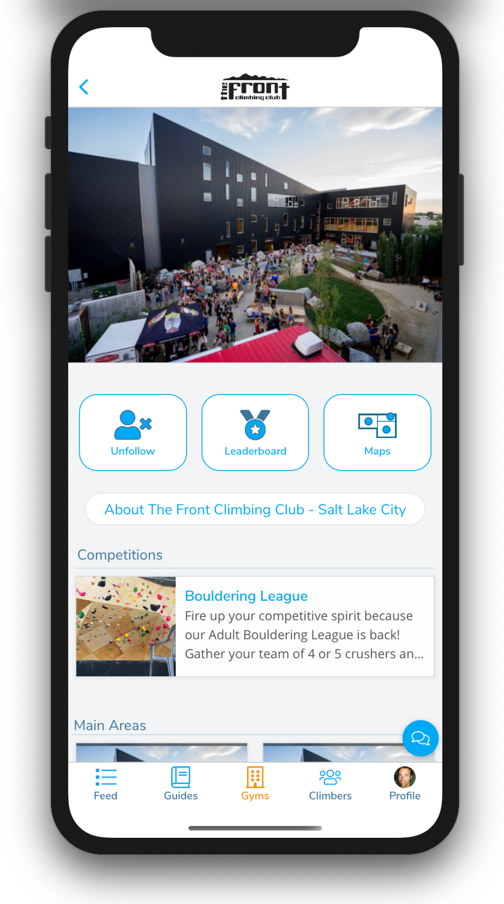 the Front
climbing club
Unfollow
Leaderboard
Maps
About The Front Climbing Club - Salt Lake City
Competitions
Bouldering League
Fire up your competitive spirit because
our Adult Bouldering League is back!
Gather your team of 4 or 5 crushers an...
Main Areas
Feed
Guides
Gyms
Climbers
Profile